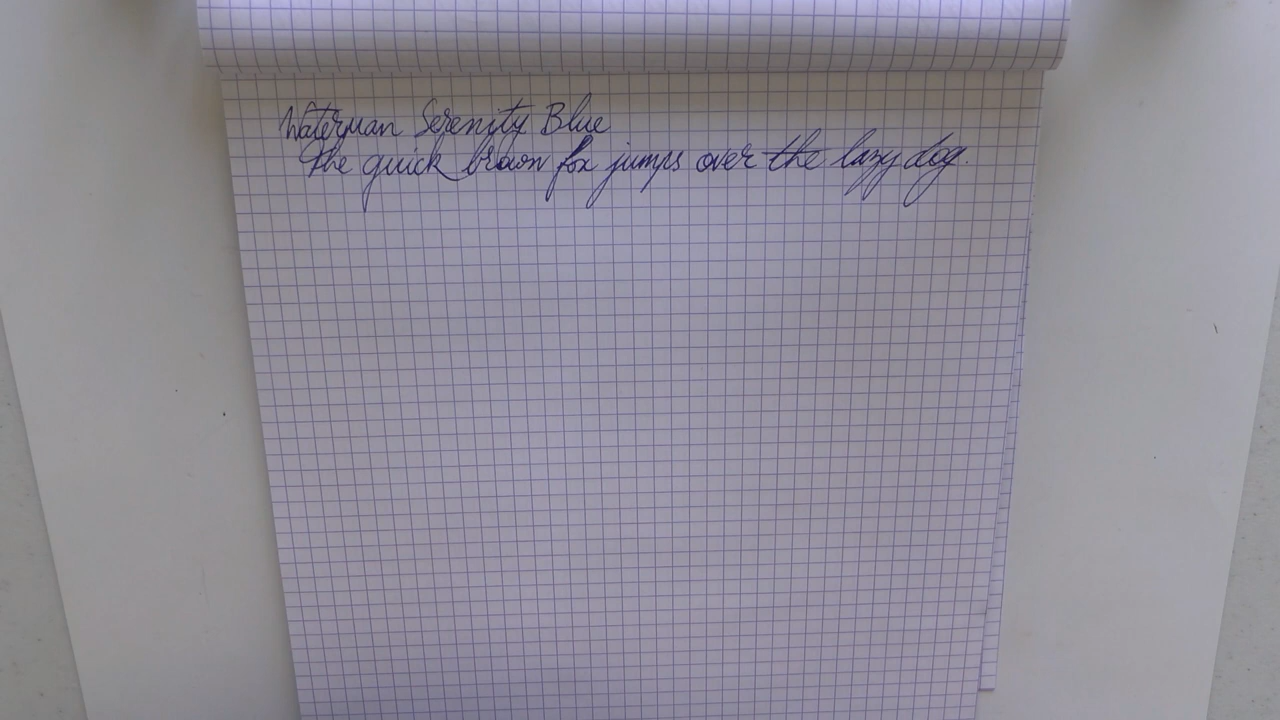 Waterman Serenity Blue
The quick brown fox jumps over the lazy dog.